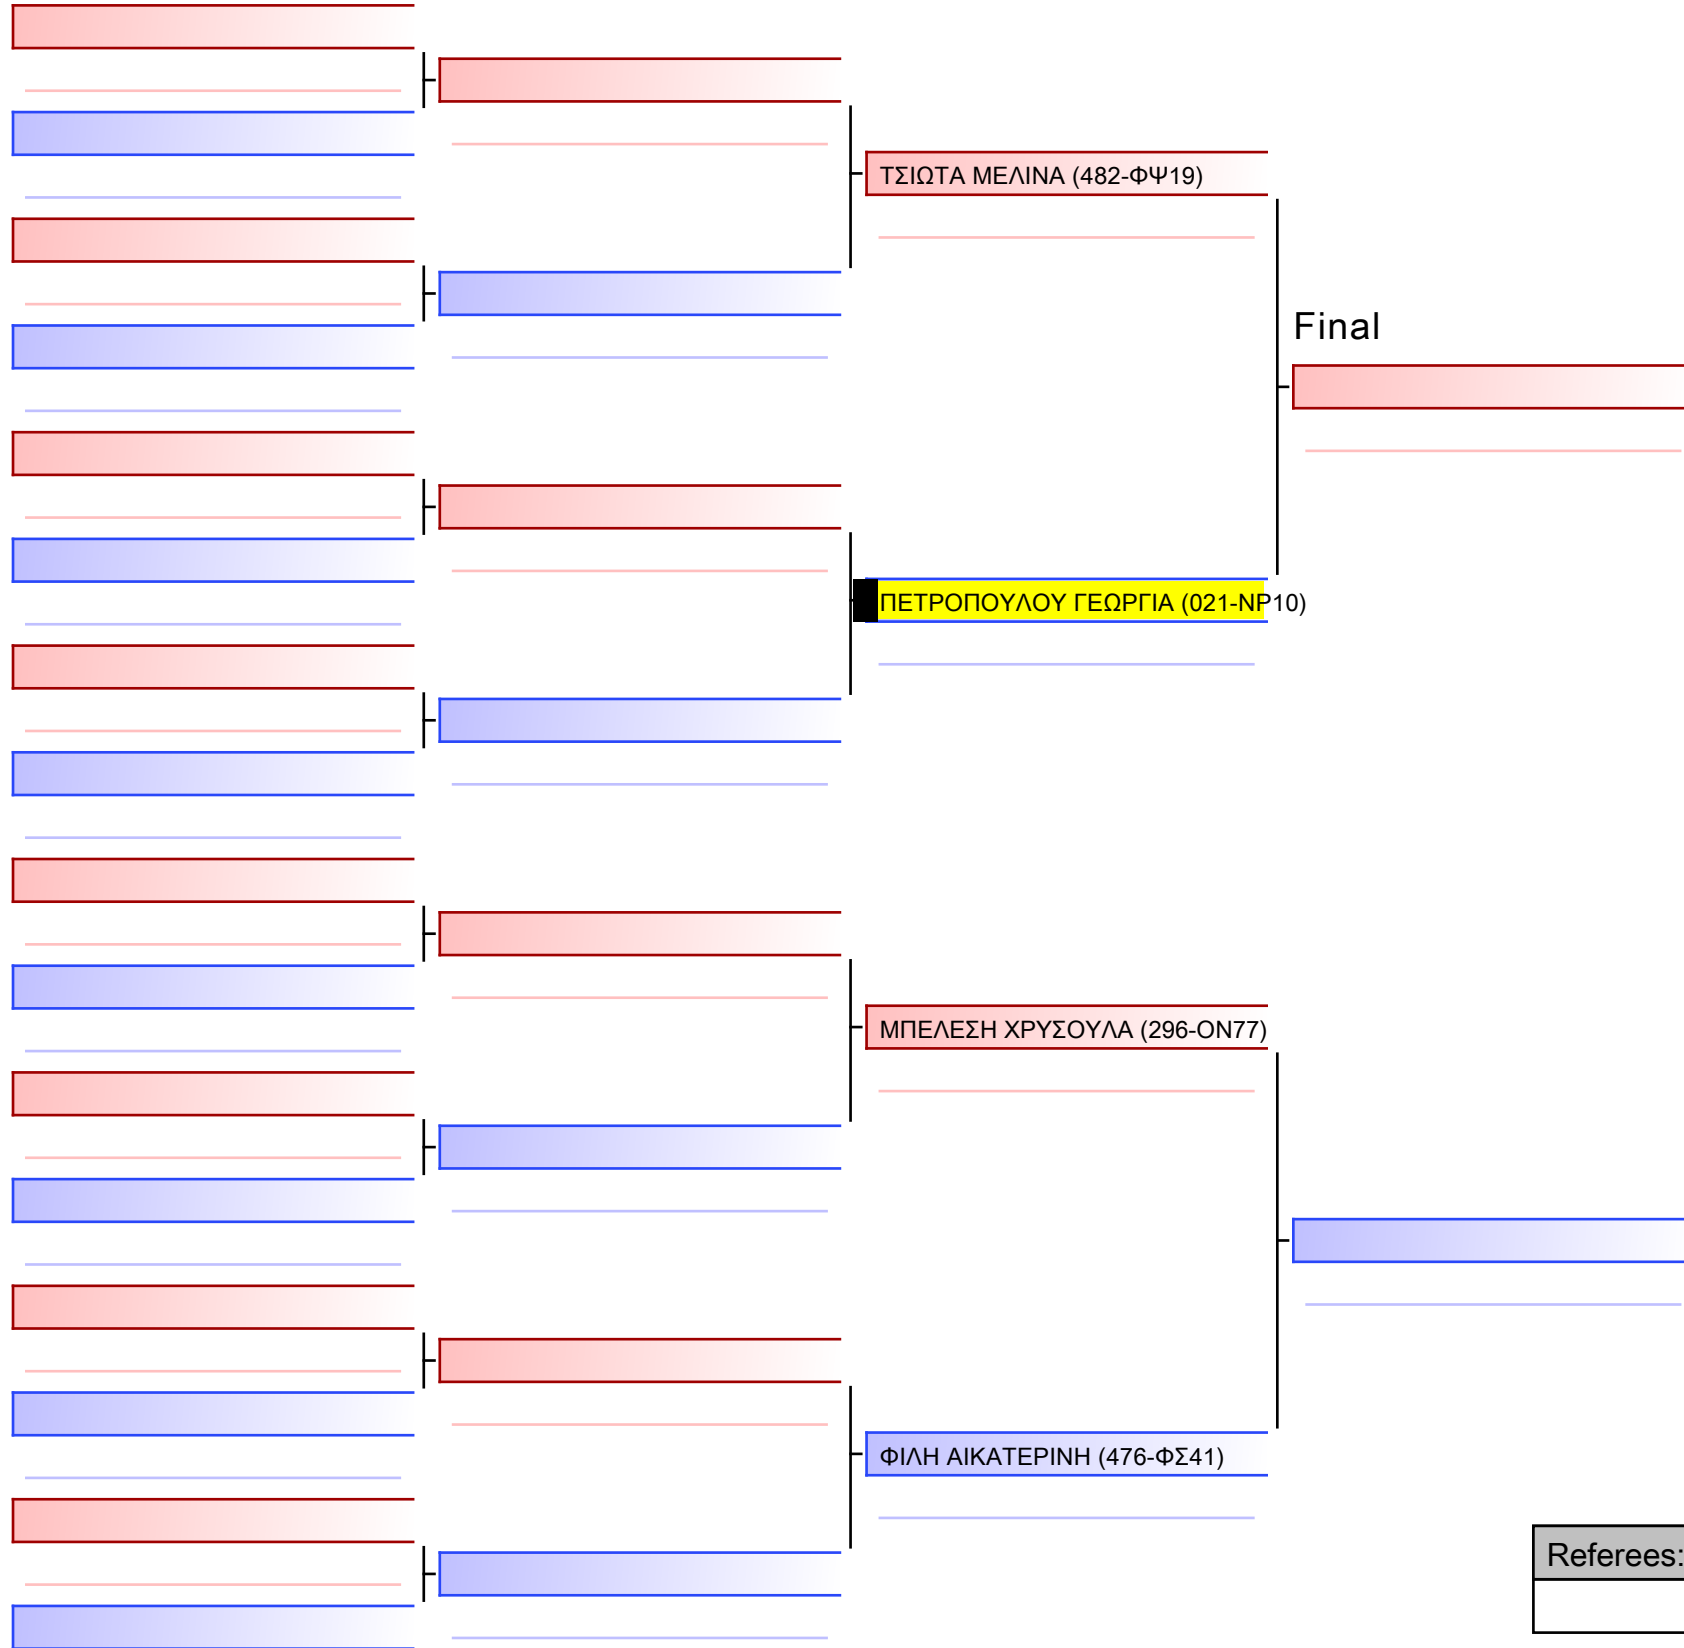 ΤΣΙΩΤΑ ΜΕΛΙΝΑ (482-ΦΨ19)
Final
ΠΕΤΡΟΠΟΥΛΟΥ ΓΕΩΡΓΙΑ (021-ΝΡ10)
ΜΠΕΛΕΣΗ ΧΡΥΣΟΥΛΑ (296-ΟΝ77)
ΦΙΛΗ ΑΙΚΑΤΕΡΙΝΗ (476-ΦΣ41)
Referees: